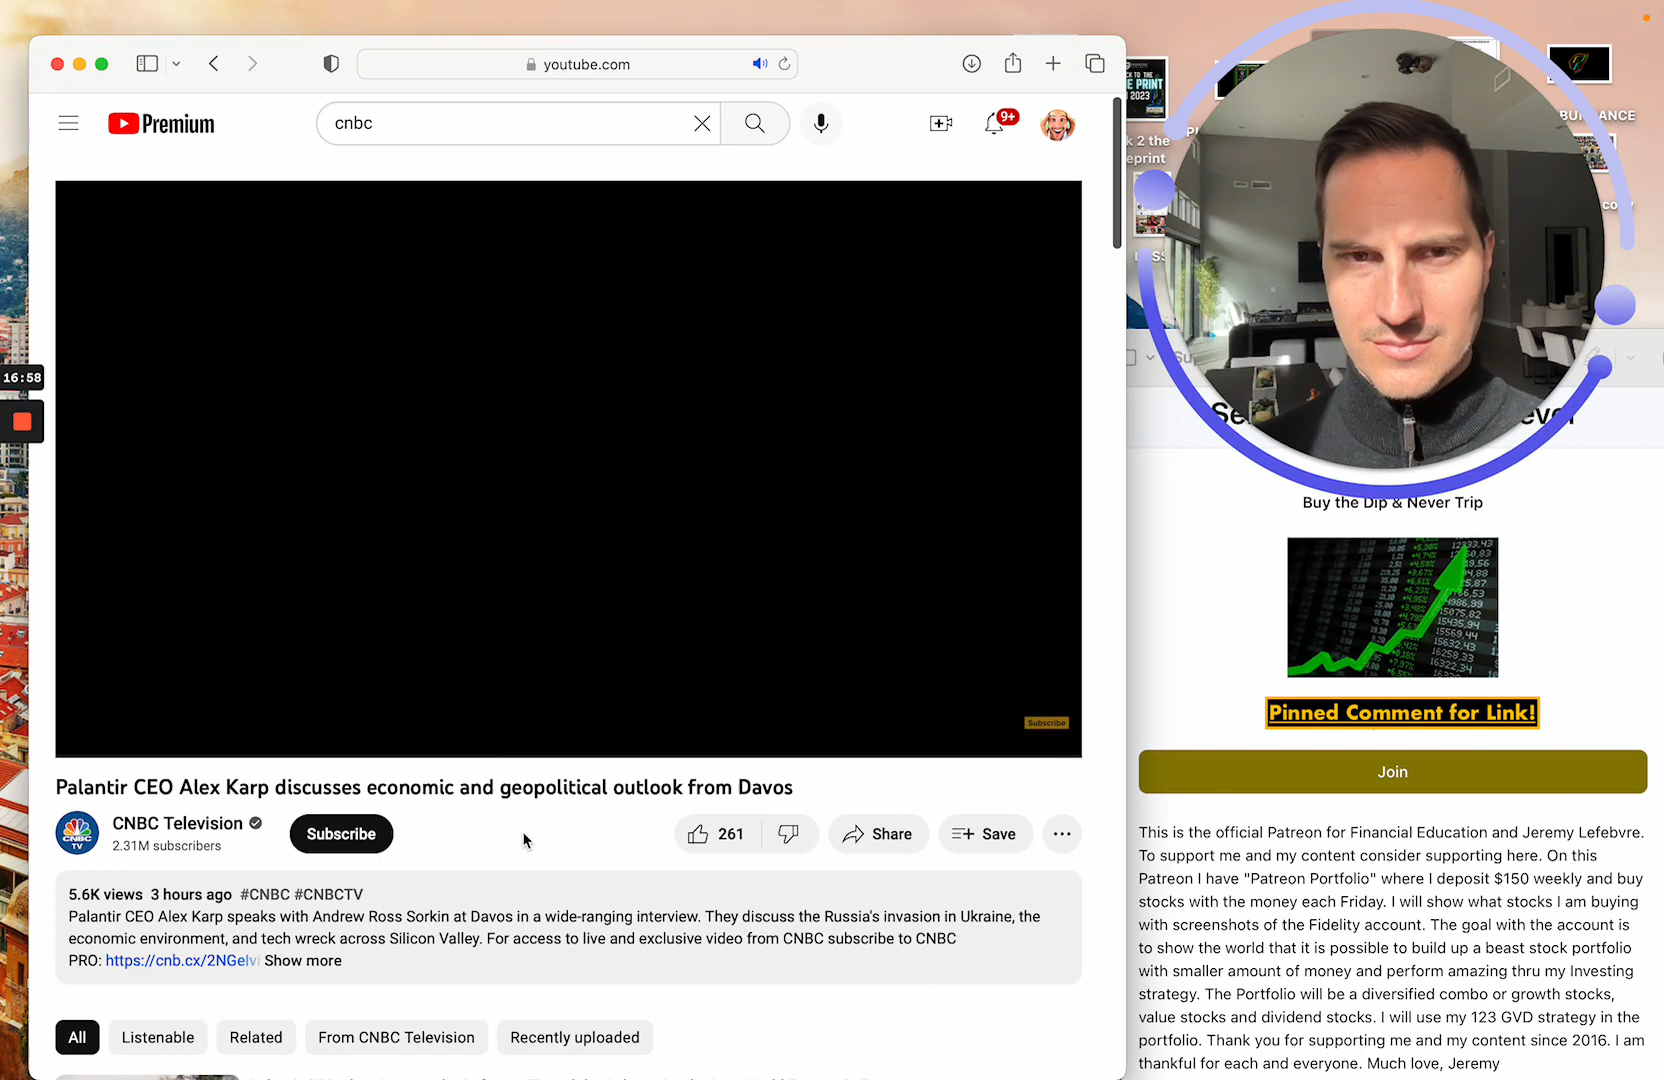 youtube.com
Premium
cnbc
9+
16:58
Subscribe
Palantir CEO Alex Karp discusses economic and geopolitical outlook from Davos
CNBC Television
2.31M subscribers
Subscribe
261
Share
Save
5.6K views 3 hours ago #CNBC #CNBCTV
Palantir CEO Alex Karp speaks with Andrew Ross Sorkin at Davos in a wide-ranging interview. They discuss the Russia's invasion in Ukraine, the
economic environment, and tech wreck across Silicon Valley. For access to live and exclusive video from CNBC subscribe to CNBC
PRO: https://cnb.cx/2NGeIvi Show more
All
Listenable
Related
From CNBC Television
Recently uploaded
Buy the Dip & Never Trip
Pinned Comment for Link!
Join
This is the official Patreon for Financial Education and Jeremy Lefebvre.
To support me and my content consider supporting here. On this
Patreon I have "Patreon Portfolio" where I deposit $150 weekly and buy
stocks with the money each Friday. I will show what stocks I am buying
with screenshots of the Fidelity account. The goal with the account is
to show the world that it is possible to build up a beast stock portfolio
with smaller amount of money and perform amazing thru my Investing
strategy. The Portfolio will be a diversified combo or growth stocks,
value stocks and dividend stocks. I will use my 123 GVD strategy in the
portfolio. Thank you for supporting me and my content since 2016. I am
thankful for each and everyone. Much love, Jeremy